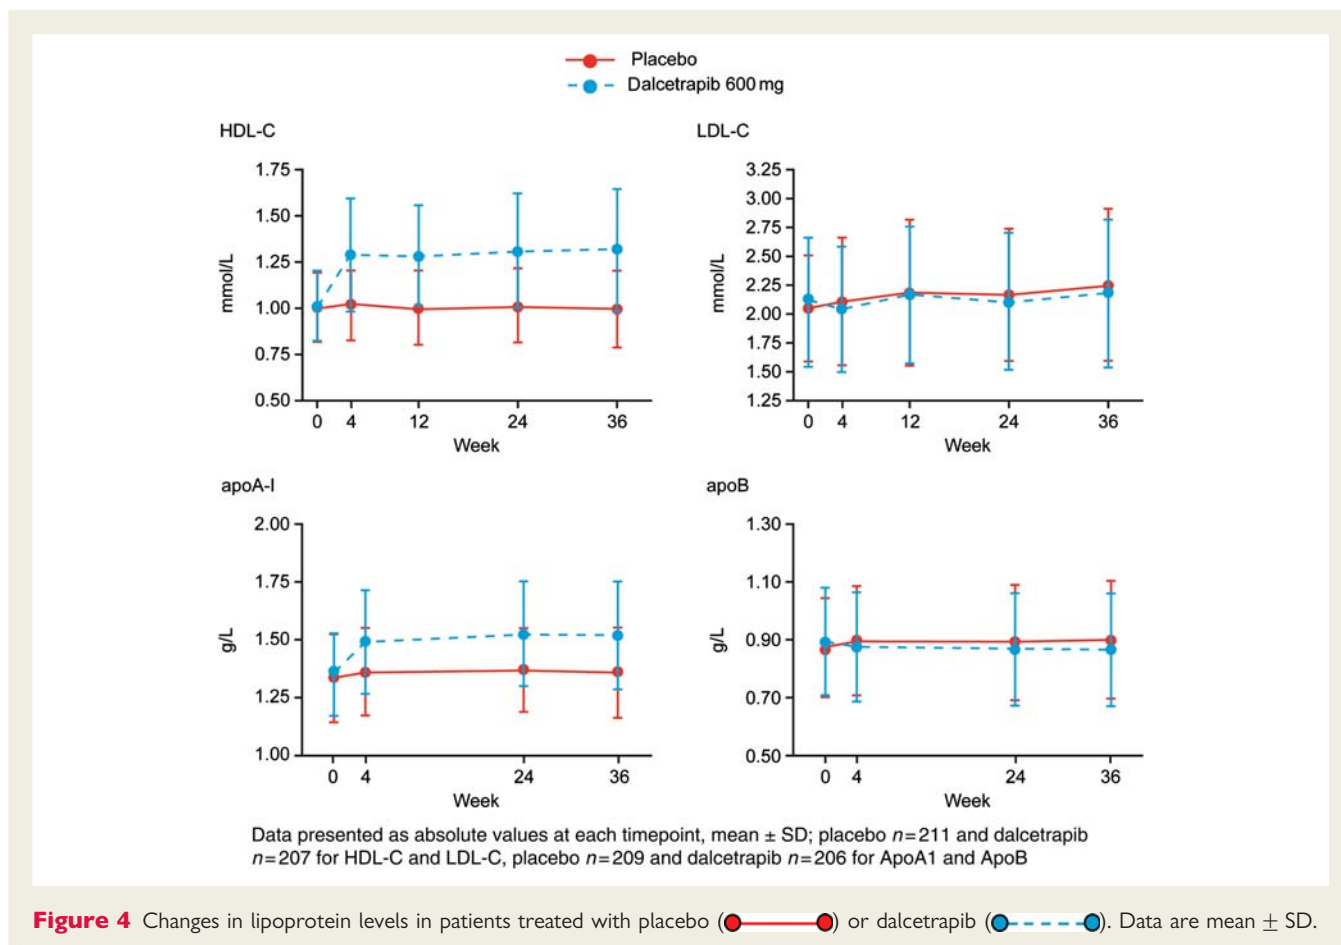 Placebo
Dalcetrapib 600 mg
HDL-C
1.75
1.50
1.25
1.00
0.75
0.50
mmol/L
0 4 12 24 36
Week
LDL-C
3.25
3.00
2.75
2.50
2.25
2.00
1.75
1.50
1.25
mmol/L
0 4 12 24 36
Week
apoA-I
2.00
1.75
1.50
1.25
1.00
g/L
0 4 24 36
Week
apoB
1.30
1.10
0.90
0.70
0.50
g/L
0 4 24 36
Week
Data presented as absolute values at each timepoint, mean ± SD; placebo n=211 and dalcetrapib
n=207 for HDL-C and LDL-C, placebo n=209 and dalcetrapib n=206 for ApoA1 and ApoB
Figure 4 Changes in lipoprotein levels in patients treated with placebo ( ) or dalcetrapib ( ). Data are mean ± SD.